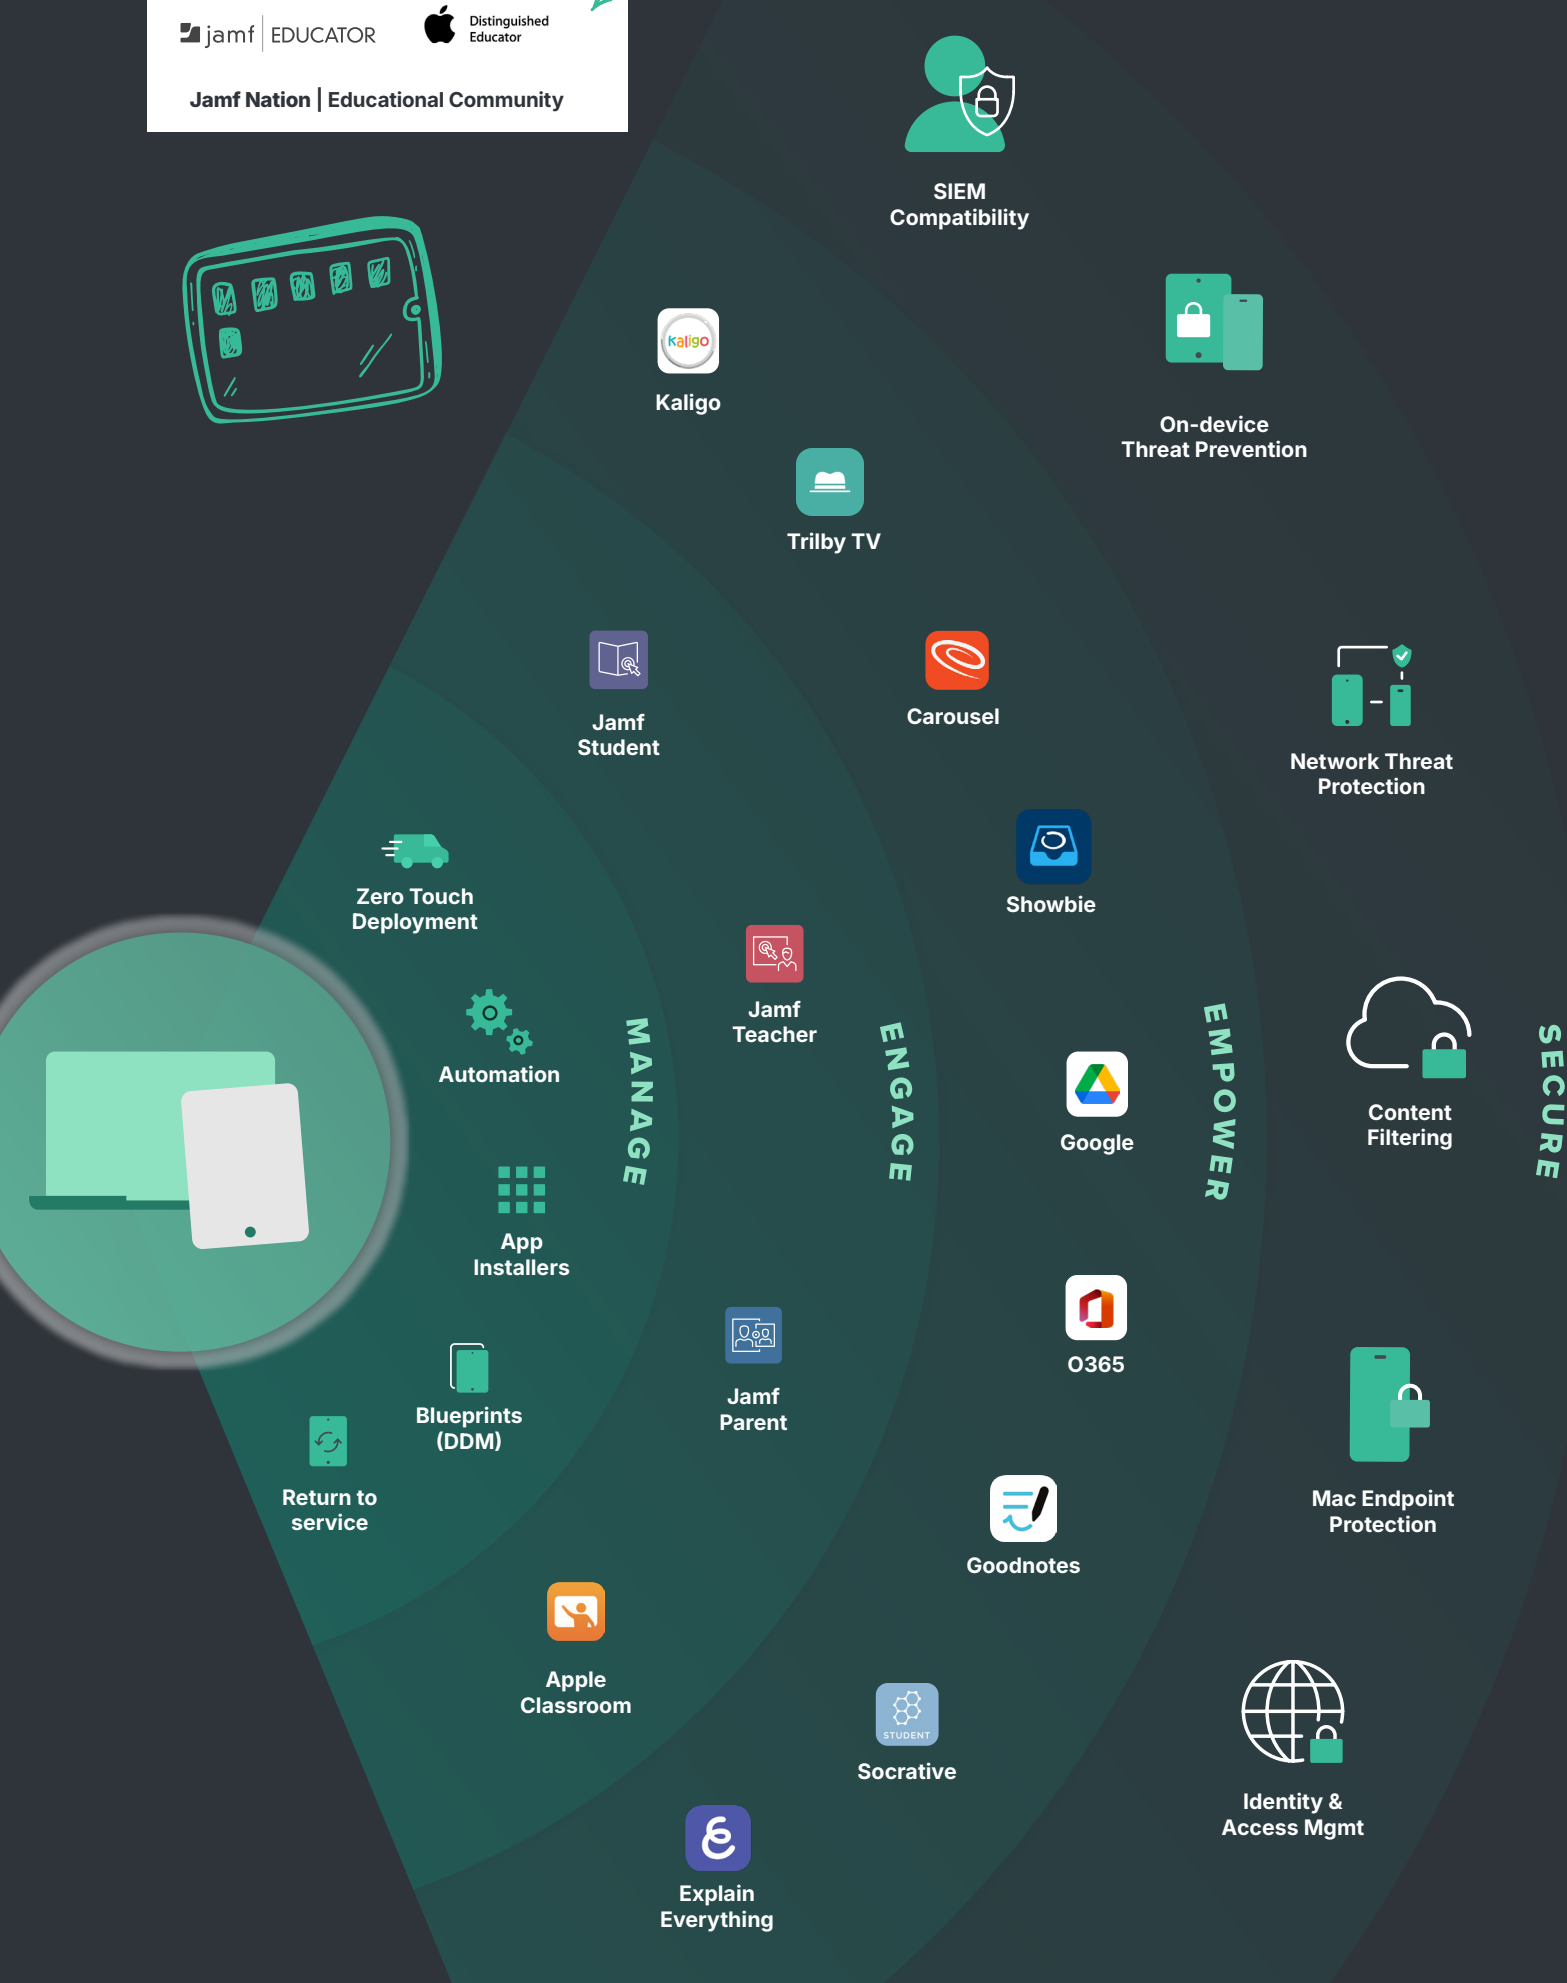 jamf | EDUCATOR
Distinguished
Educator
Jamf Nation | Educational Community
SIEM
Compatibility
On-device
Threat Prevention
kaligo
Kaligo
Trilby TV
Jamf
Student
Carousel
Network Threat
Protection
Zero Touch
Deployment
Showbie
Jamf
Teacher
Automation
MANAGE
ENGAGE
EMPOWER
SECURE
Google
Content
Filtering
App
Installers
O365
Jamf
Parent
Blueprints
(DDM)
Return to
service
Mac Endpoint
Protection
Goodnotes
Apple
Classroom
STUDENT
Socrative
Identity &
Access Mgmt
Explain
Everything